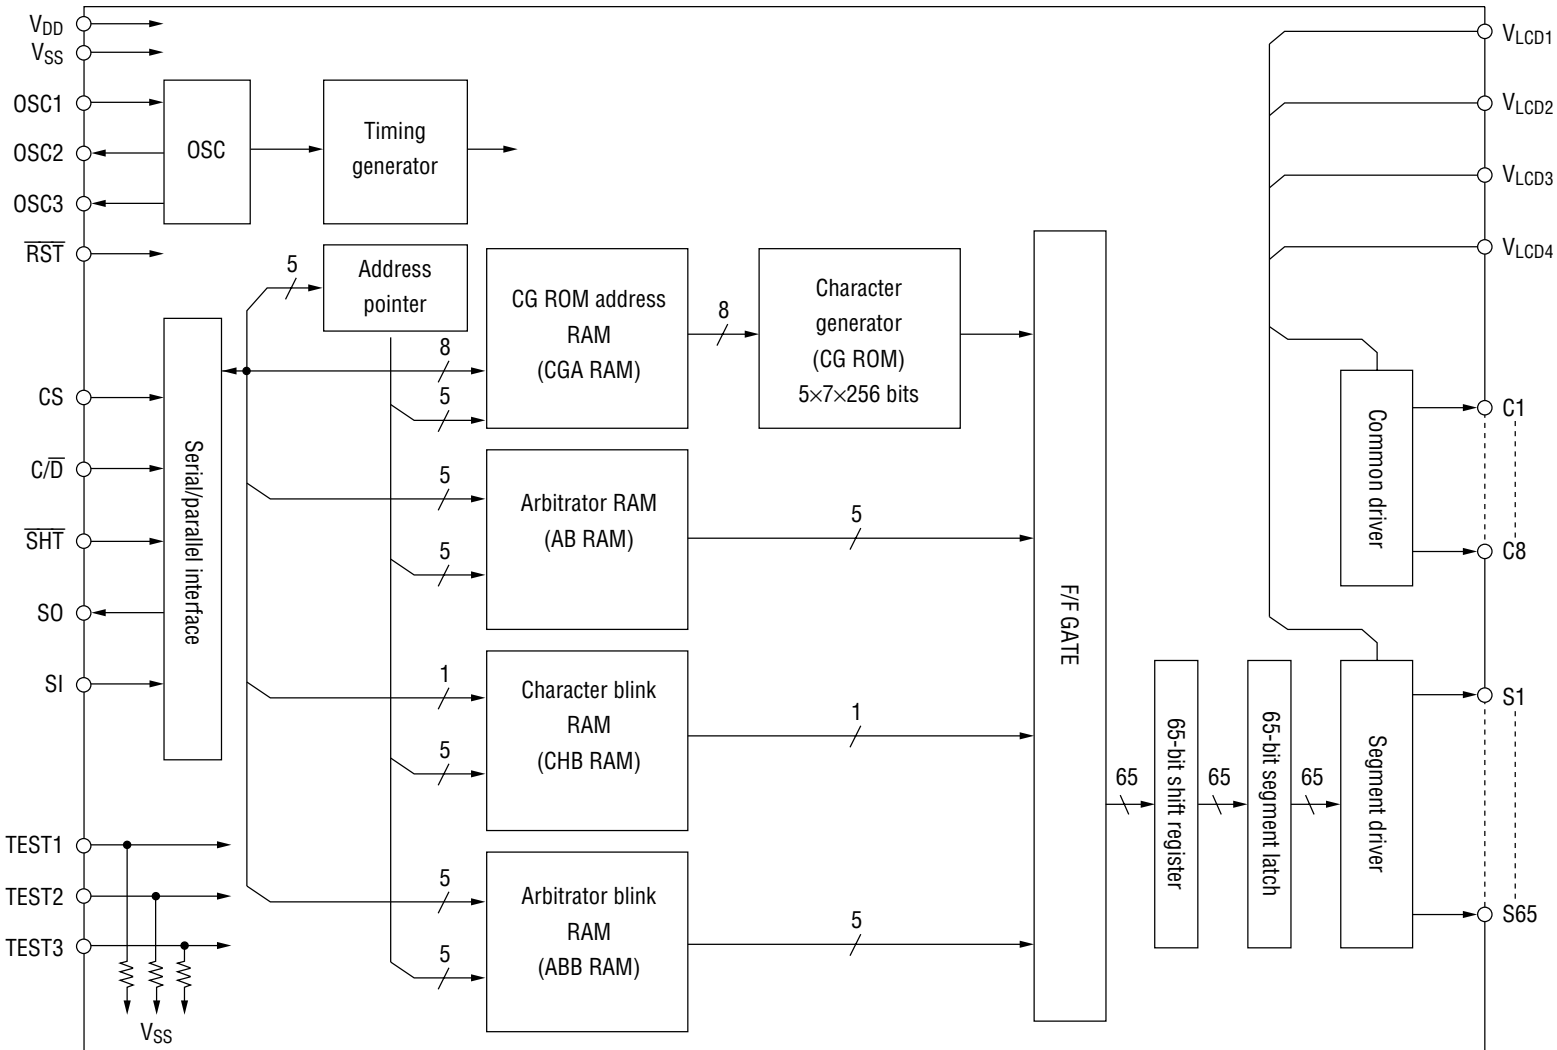 VDD
VSS
OSC1
OSC2
OSC3
RST
CS
C/D
SHT
SO
SI
TEST1
TEST2
TEST3
VSS
OSC
Timing
generator
5
Address
pointer
Serial/parallel interface
8
5
CG ROM address
RAM
(CGA RAM)
8
Character
generator
(CG ROM)
5×7×256 bits
5
5
Arbitrator RAM
(AB RAM)
5
1
5
Character blink
RAM
(CHB RAM)
1
5
5
Arbitrator blink
RAM
(ABB RAM)
5
F/F GATE
65
65-bit shift register
65
65-bit segment latch
65
Segment driver
Common driver
VLCD1
VLCD2
VLCD3
VLCD4
C1
C8
S1
S65